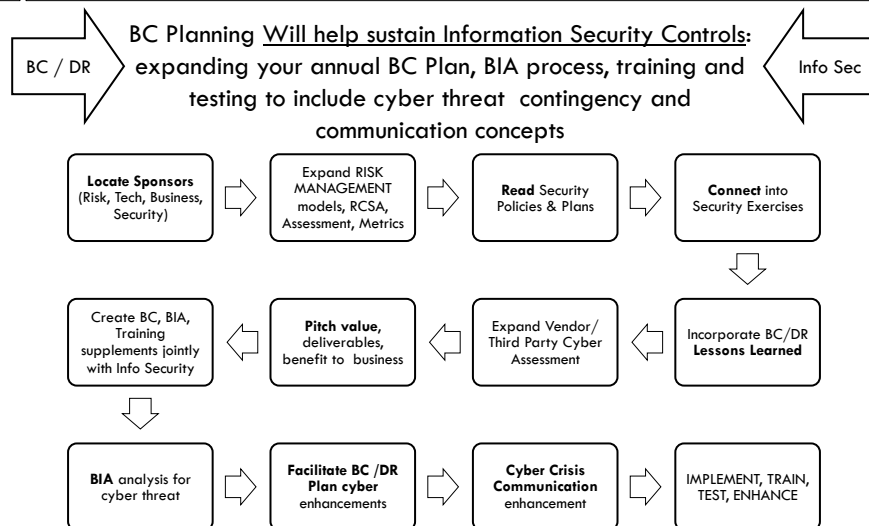 BC / DR
BC Planning Will help sustain Information Security Controls:
expanding your annual BC Plan, BIA process, training and
testing to include cyber threat contingency and
communication concepts
Info Sec
Locate Sponsors
(Risk, Tech, Business,
Security)
Expand RISK
MANAGEMENT
models, RCSA,
Assessment, Metrics
Read Security
Policies & Plans
Connect into
Security Exercises
Incorporate BC/DR
Lessons Learned
Expand Vendor/
Third Party Cyber
Assessment
Pitch value,
deliverables,
benefit to business
Create BC, BIA,
Training
supplements jointly
with Info Security
BIA analysis for
cyber threat
Facilitate BC /DR
Plan cyber
enhancements
Cyber Crisis
Communication
enhancement
IMPLEMENT, TRAIN,
TEST, ENHANCE